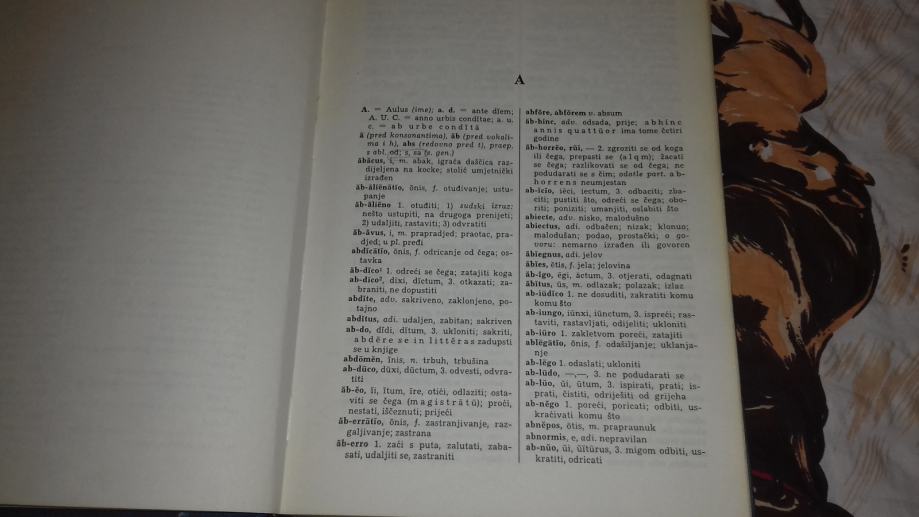 A
A. = Aulus (ime); a. d. = ante dĭem;
A. U. C. = anno urbis condĭtae; a. u.
c. = ab urbe condĭtā
ā (pred konsonantima), āb (pred vokali-
ma i h), abs (redovno pred t), praep.
s abl. od; s, sa (s. gen.)
ăbăcus, i, m. abak, igraća daščica raz-
dijeljena na kocke; stolić umjetnički
izrađen
ăb-ălĭēnātĭo, ōnis, f. otuđivanje; ustu-
panje
ăb-ălĭēno 1. otuđiti; 1) sudski izraz:
nešto ustupiti, na drugoga prenijeti;
2) udaljiti, rastaviti; 3) odvratiti
ăb-ăvus, i, m. prapradjed; praotac, pra-
djed; u pl. pređi
abdĭcātĭo, ōnis, f. odricanje od čega; os-
tavka
ab-dĭco¹ 1. odreći se čega; zatajiti koga
ab-dīco², dixi, dictum, 3. otkazati; za-
braniti, ne dopustiti
abdĭte, adv. sakriveno, zaklonjeno, po-
tajno
abdĭtus, adi. udaljen, zabitan; sakriven
ab-do, dĭdi, dĭtum, 3. ukloniti; sakriti,
abdĕre se in littĕras zadupsti
se u knjige
abdōmen, ĭnis, n. trbuh, trbušina
ab-dūco, dūxi, dūctum, 3. odvesti, odvra-
titi
ăb-ĕo, ĭi, ĭtum, īre, otići, odlaziti; osta-
viti se čega (magistrātū); proći,
nestati, iščeznuti; prijeći
ăb-errātĭo, ōnis, f. zastranjivanje, raz-
galjivanje; zastrana
ăb-erro 1. zaći s puta, zalutati, zaba-
sati, udaljiti se, zastraniti
abfŏre, abfŏrem v. absum
ăb-hinc, adv. odsada, prije; abhinc
annis quattŭor ima tome četiri
godine
ăb-horrĕo, rŭi, — 2. zgroziti se od koga
ili čega, prepasti se (alqm); žacati
se čega; razlikovati se od čega; ne
podudarati se s čim; odatle part. ab-
horrens neumjestan
ab-ĭcĭo, iēci, iectum, 3. odbaciti; zba-
citi; pustiti što, odreći se čega; obo-
riti; poniziti; umanjiti, oslabiti što
abiecte, adv. nisko, malodušno
abiectus, adi. odbačen; nizak; klonuo;
malodušan; podao, prostački; o go-
voru: nemarno izrađen ili govoren
ăbiegnus, adi. jelov
ăbĭes, ĕtis, f. jela; jelovina
ăb-ĭgo, ēgi, āctum, 3. otjerati, odagnati
ăbĭtus, ūs, m. odlazak; polazak; izlaz
ab-iūdĭco 1. ne dosuditi, zakratiti komu
komu što
ab-iungo, iūnxi, iūnctum, 3. ispreći; ras-
taviti, rastavljati, odijeliti; ukloniti
ab-iūro 1. zakletvom poreći, zatajiti
ablēgātĭo, ōnis, f. odašiljanje; uklanja-
nje
ab-lēgo 1. odaslati; ukloniti
ab-lūdo, —,—, 3. ne podudarati se
ab-lŭo, ŭi, ūtum, 3. ispirati, prati; is-
prati, čistiti, odriješiti od grijeha
ab-nĕgo 1. poreći, poricati; odbiti, us-
kraćivati komu što
abnĕpos, ōtis, m. prapraunuk
abnormis, e, adi. nepravilan
ab-nŭo, ŭi, ŭĭtūrus, 3. migom odbiti, us-
kratiti, odricati